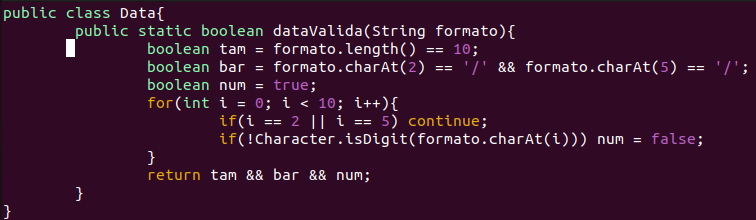 public class Data{
        public static boolean dataValida(String formato){
                boolean tam = formato.length() == 10;
                boolean bar = formato.charAt(2) == '/' && formato.charAt(5) == '/';
                boolean num = true;
                for(int i = 0; i < 10; i++){
                        if(i == 2 || i == 5) continue;
                        if(!Character.isDigit(formato.charAt(i))) num = false;
                }
                return tam && bar && num;
        }
}